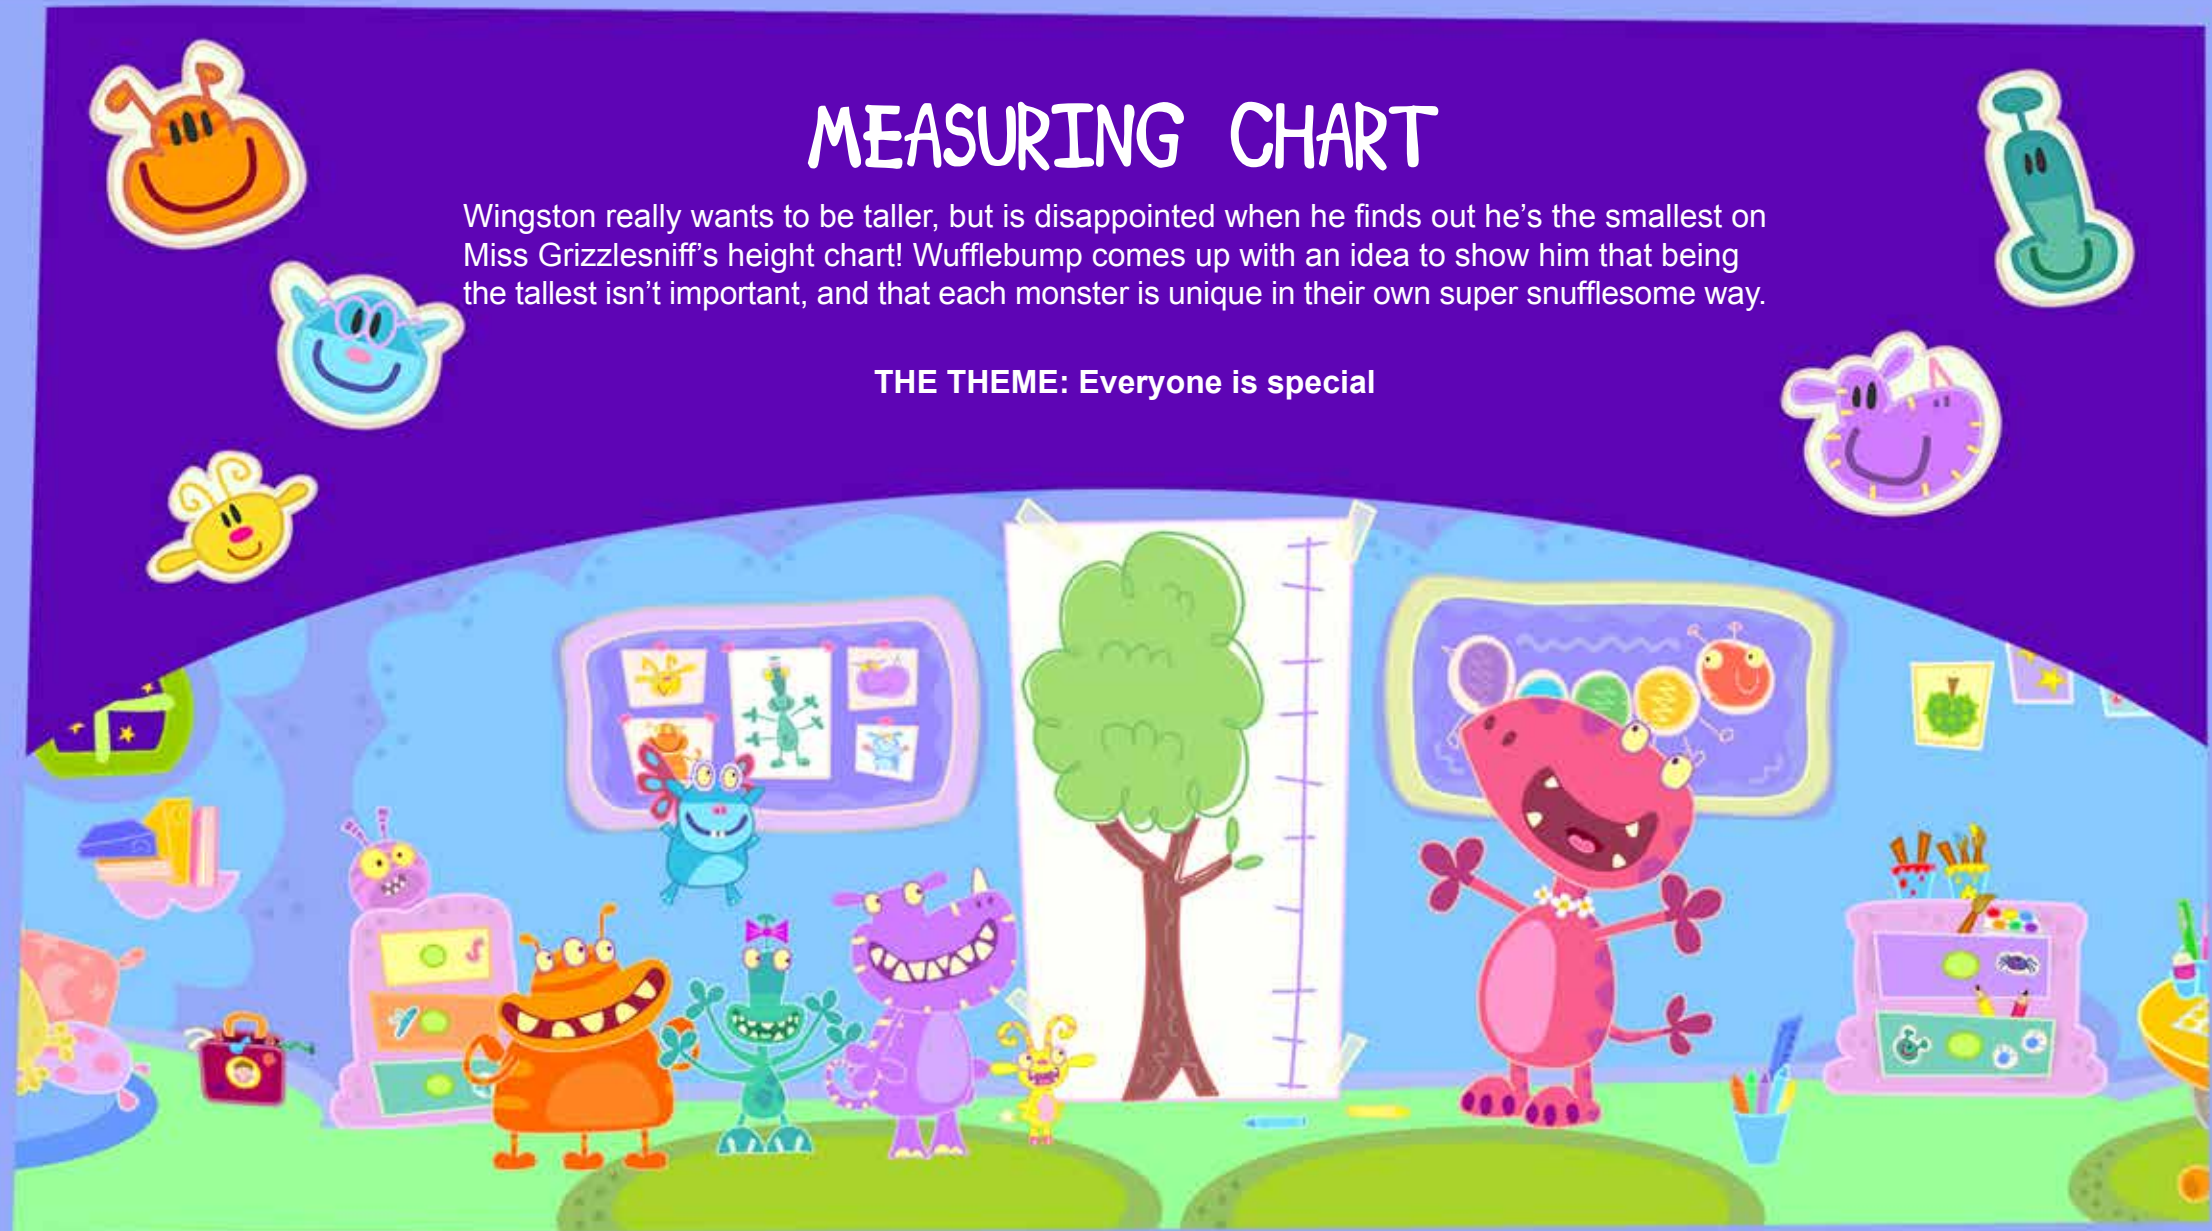 MEASURING CHART
Wingston really wants to be taller, but is disappointed when he finds out he's the smallest on
Miss Grizzlesniff's height chart! Wufflebump comes up with an idea to show him that being
the tallest isn't important, and that each monster is unique in their own super snufflesome way.
THE THEME: Everyone is special